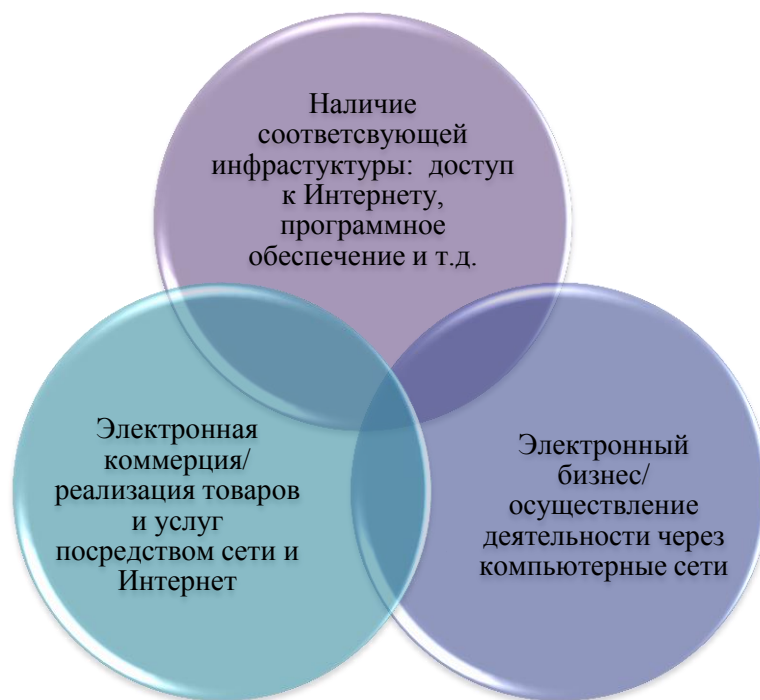 Наличие
соответсвующей
инфрастуктуры: доступ
к Интернету,
программное
обеспечение и т.д.
Электронная
коммерция/
реализация товаров
и услуг
посредством сети и
Интернет
Электронный
бизнес/
осуществление
деятельности через
компьютерные сети